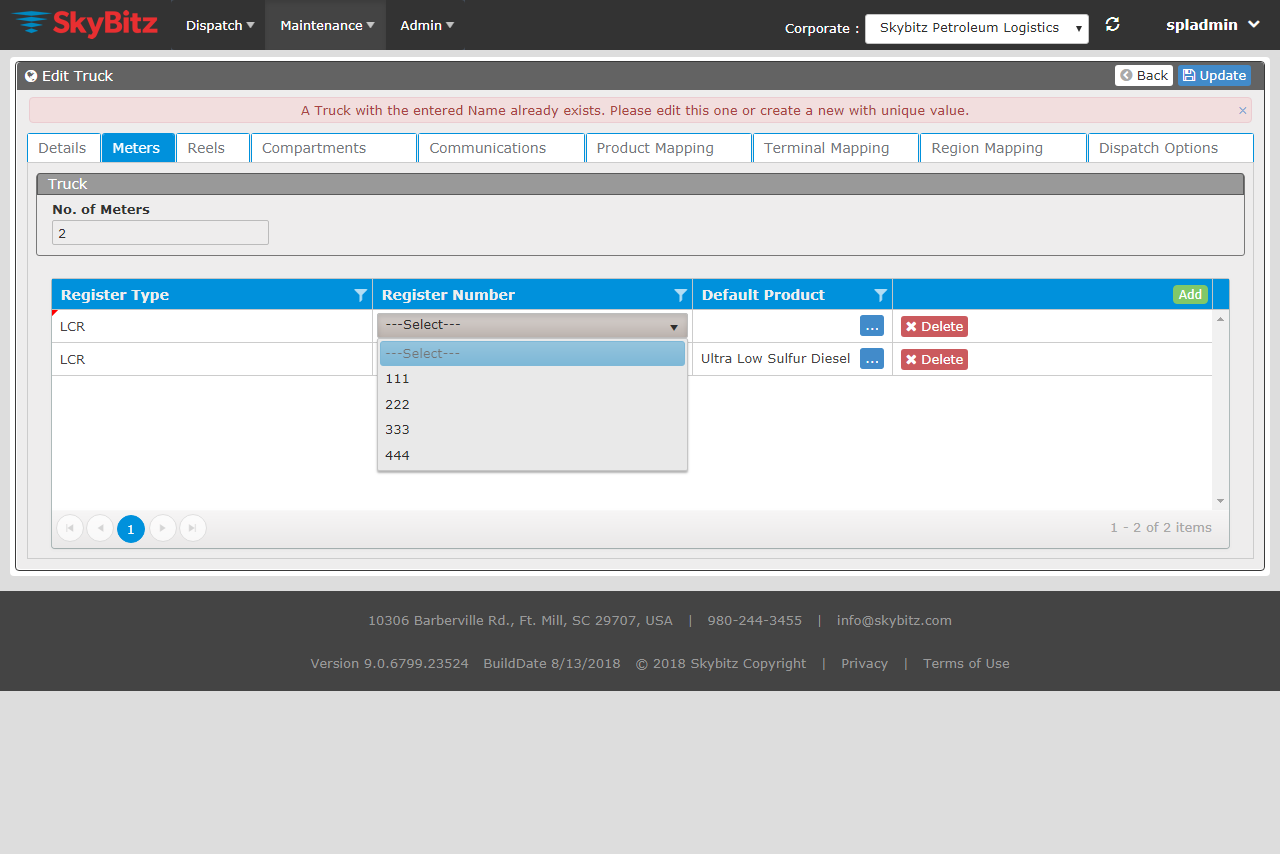 SkyBitz Dispatch Maintenance Admin Corporate : Skybitz Petroleum Logistics spladmin
Edit Truck Back Update
A Truck with the entered Name already exists. Please edit this one or create a new with unique value. ×
Details Meters Reels Compartments Communications Product Mapping Terminal Mapping Region Mapping Dispatch Options
Truck
No. of Meters
2
Register Type Register Number Default Product Add
LCR ---Select--- ... Delete
LCR ---Select--- Ultra Low Sulfur Diesel ... Delete
111
222
333
444
1 1 - 2 of 2 items
10306 Barberville Rd., Ft. Mill, SC 29707, USA | 980-244-3455 | info@skybitz.com
Version 9.0.6799.23524 BuildDate 8/13/2018 © 2018 Skybitz Copyright | Privacy | Terms of Use